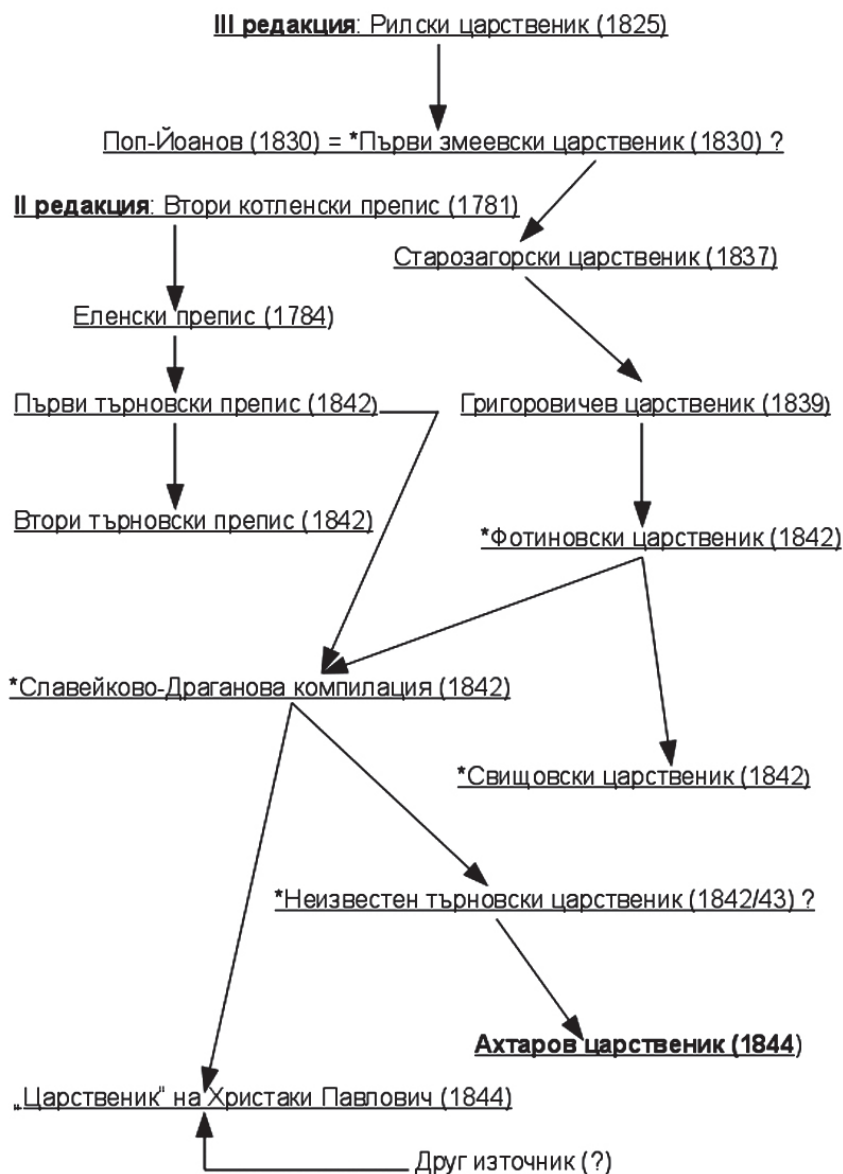 III редакция: Рилски царственик (1825)
Поп-Йоанов (1830) = *Първи змеевски царственик (1830) ?
II редакция: Втори котленски препис (1781)
Старозагорски царственик (1837)
Еленски препис (1784)
Първи търновски препис (1842)
Григоровичев царственик (1839)
Втори търновски препис (1842)
*Фотиновски царственик (1842)
*Славейково-Драганова компилация (1842)
*Свищовски царственик (1842)
*Неизвестен търновски царственик (1842/43) ?
Ахтаров царственик (1844)
„Царственик“ на Христаки Павлович (1844)
Друг източник (?)